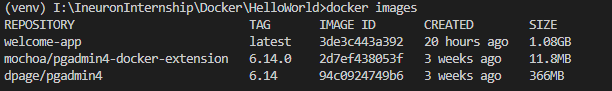 (venv) I:\IneuronInternship\Docker\HelloWorld>docker images
REPOSITORY TAG IMAGE ID CREATED SIZE
welcome-app latest 3de3c443a392 20 hours ago 1.08GB
mochoa/pgadmin4-docker-extension 6.14.0 2d7ef438053f 3 weeks ago 11.8MB
dpage/pgadmin4 6.14 94c0924749b6 3 weeks ago 366MB